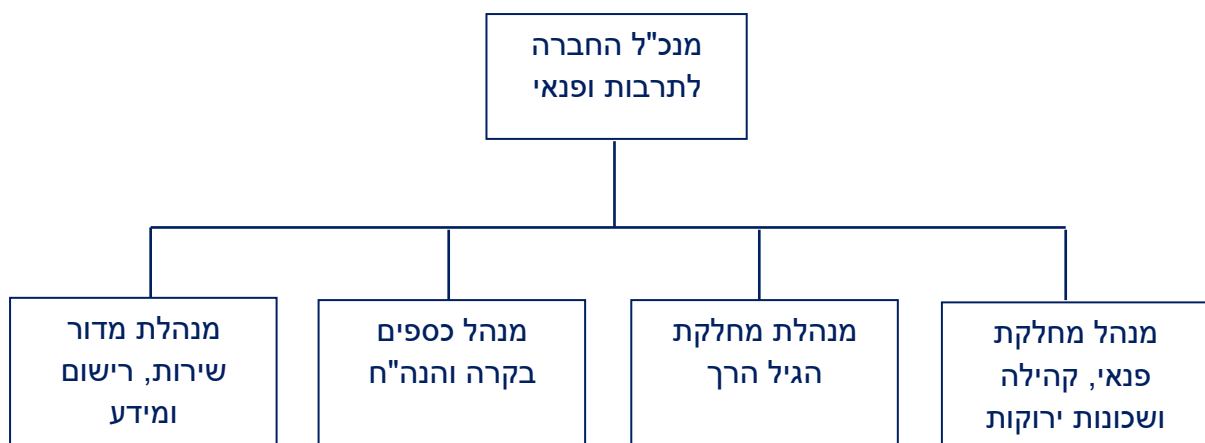 מנכ"ל החברה
לתרבות ופנאי
מנהל מחלקת
פנאי, קהילה
ושכונות ירוקות
מנהלת מחלקת
הגיל הרך
מנהל כספים
בקרה והנה"ח
מנהלת מדור
שירות, רישום
ומידע